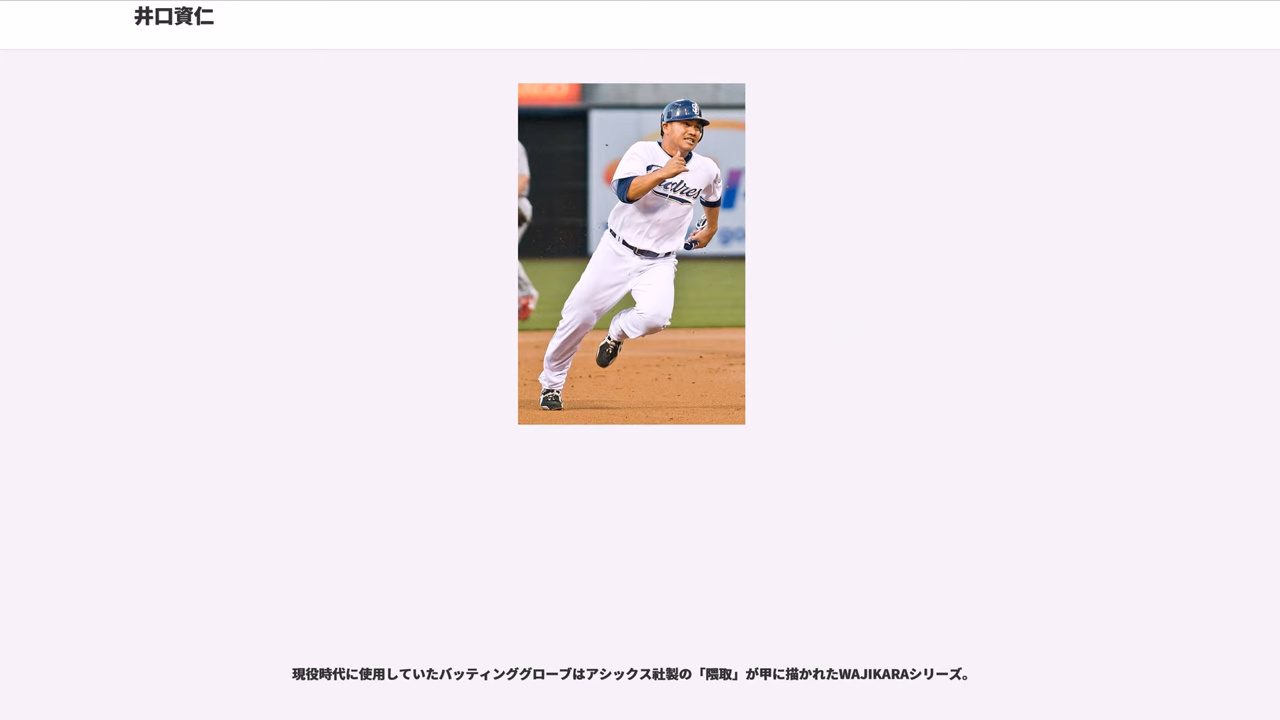 井口資仁
Padres
現役時代に使用していたバッティンググローブはアシックス社製の「隈取」が甲に描かれたWAJIKARAシリーズ。